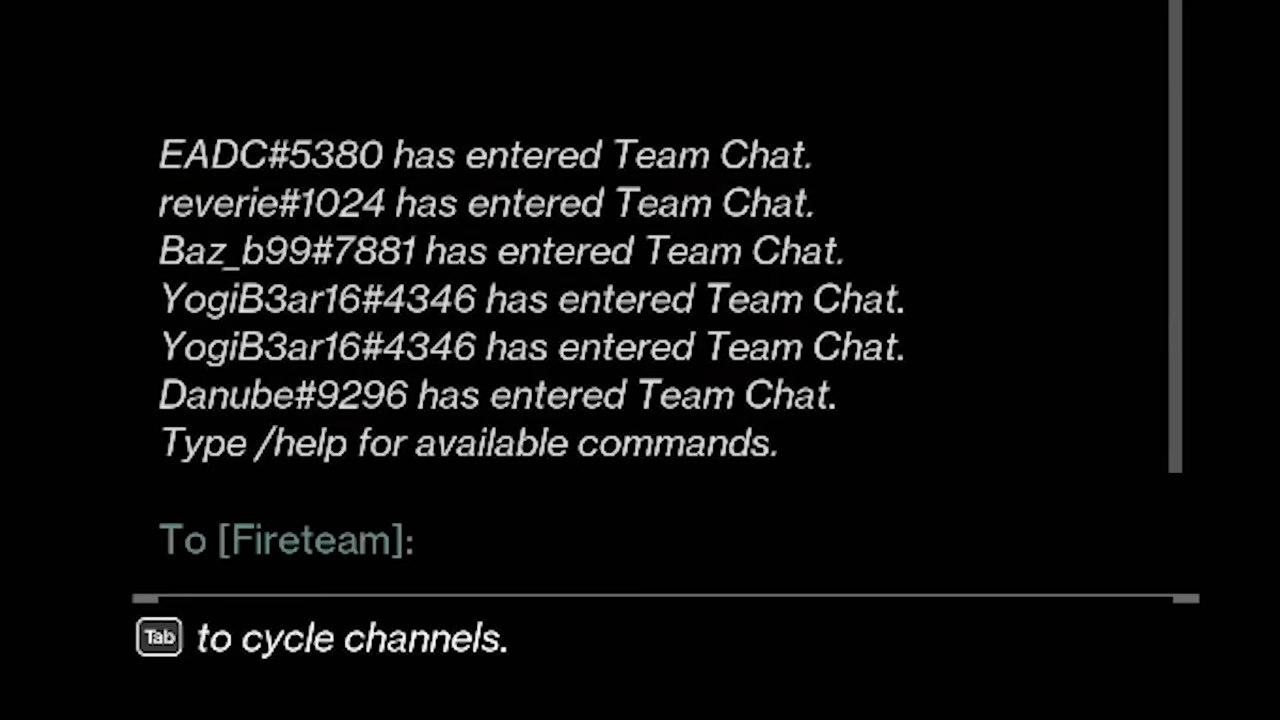 EADC#5380 has entered Team Chat.
reverie#1024 has entered Team Chat.
Baz_b99#7881 has entered Team Chat.
YogiB3ar16#4346 has entered Team Chat.
YogiB3ar16#4346 has entered Team Chat.
Danube#9296 has entered Team Chat.
Type /help for available commands.
To [Fireteam]:
Tab to cycle channels.